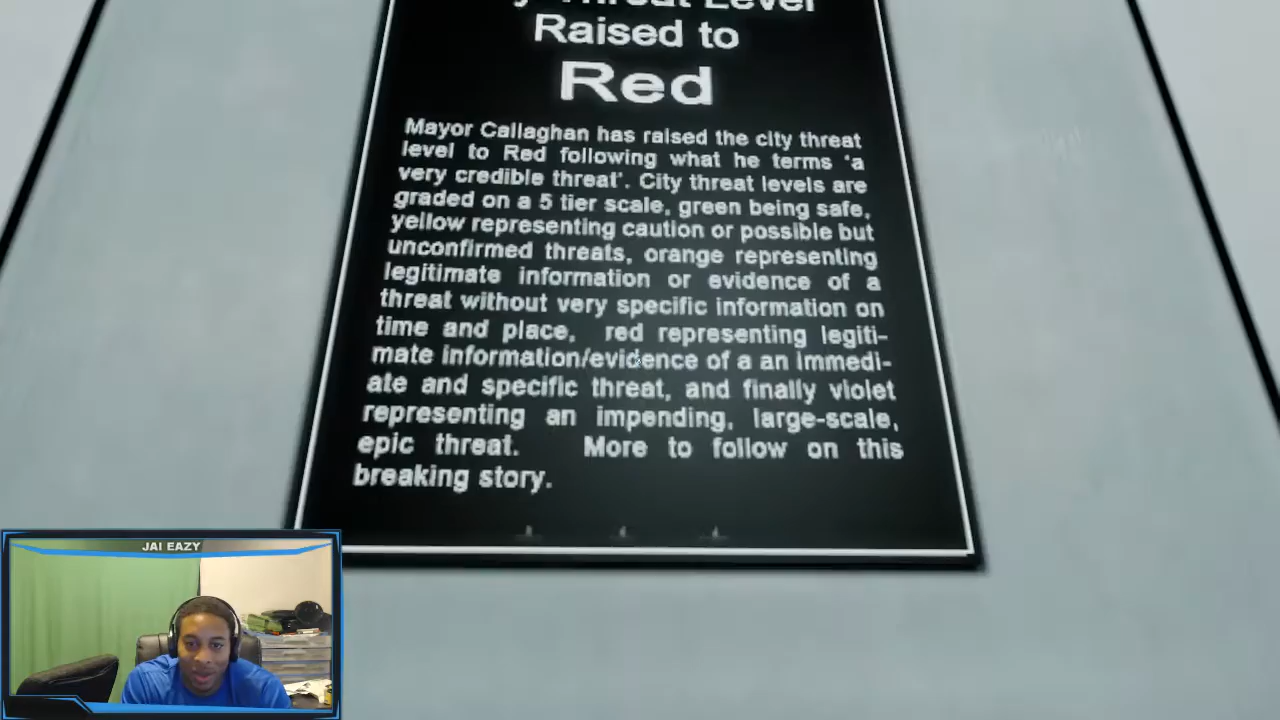 Threat Level
Raised to
Red
Mayor Callaghan has raised the city threat
level to Red following what he terms 'a
very credible threat'. City threat levels are
graded on a 5 tier scale, green being safe,
yellow representing caution or possible but
unconfirmed threats, orange representing
legitimate information or evidence of a
threat without very specific information on
time and place, red representing legiti-
mate information/evidence of a an immedi-
ate and specific threat, and finally violet
representing an impending, large-scale,
epic threat. More to follow on this
breaking story.
JAI EAZY